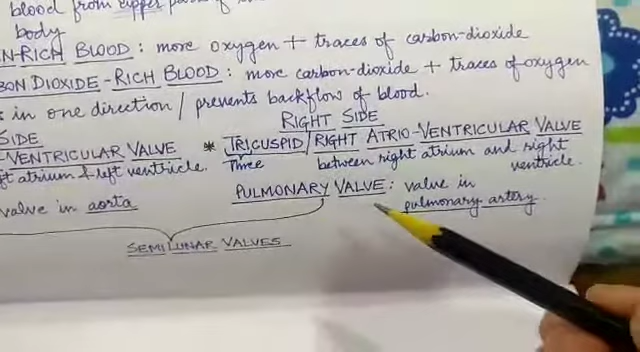 blood from upper part of
body
N-RICH BLOOD : more oxygen + traces of carbon-dioxide
BON DIOXIDE-RICH BLOOD : more carbon-dioxide + traces of oxygen
s in one direction / prevents backflow of blood.
RIGHT SIDE
SIDE
-VENTRICULAR VALVE * TRICUSPID/RIGHT ATRIO-VENTRICULAR VALVE
ft atrium & left ventricle. Three between right atrium and right
ventricle.
PULMONARY VALVE : valve in
valve in aorta pulmonary artery.
SEMILUNAR VALVES